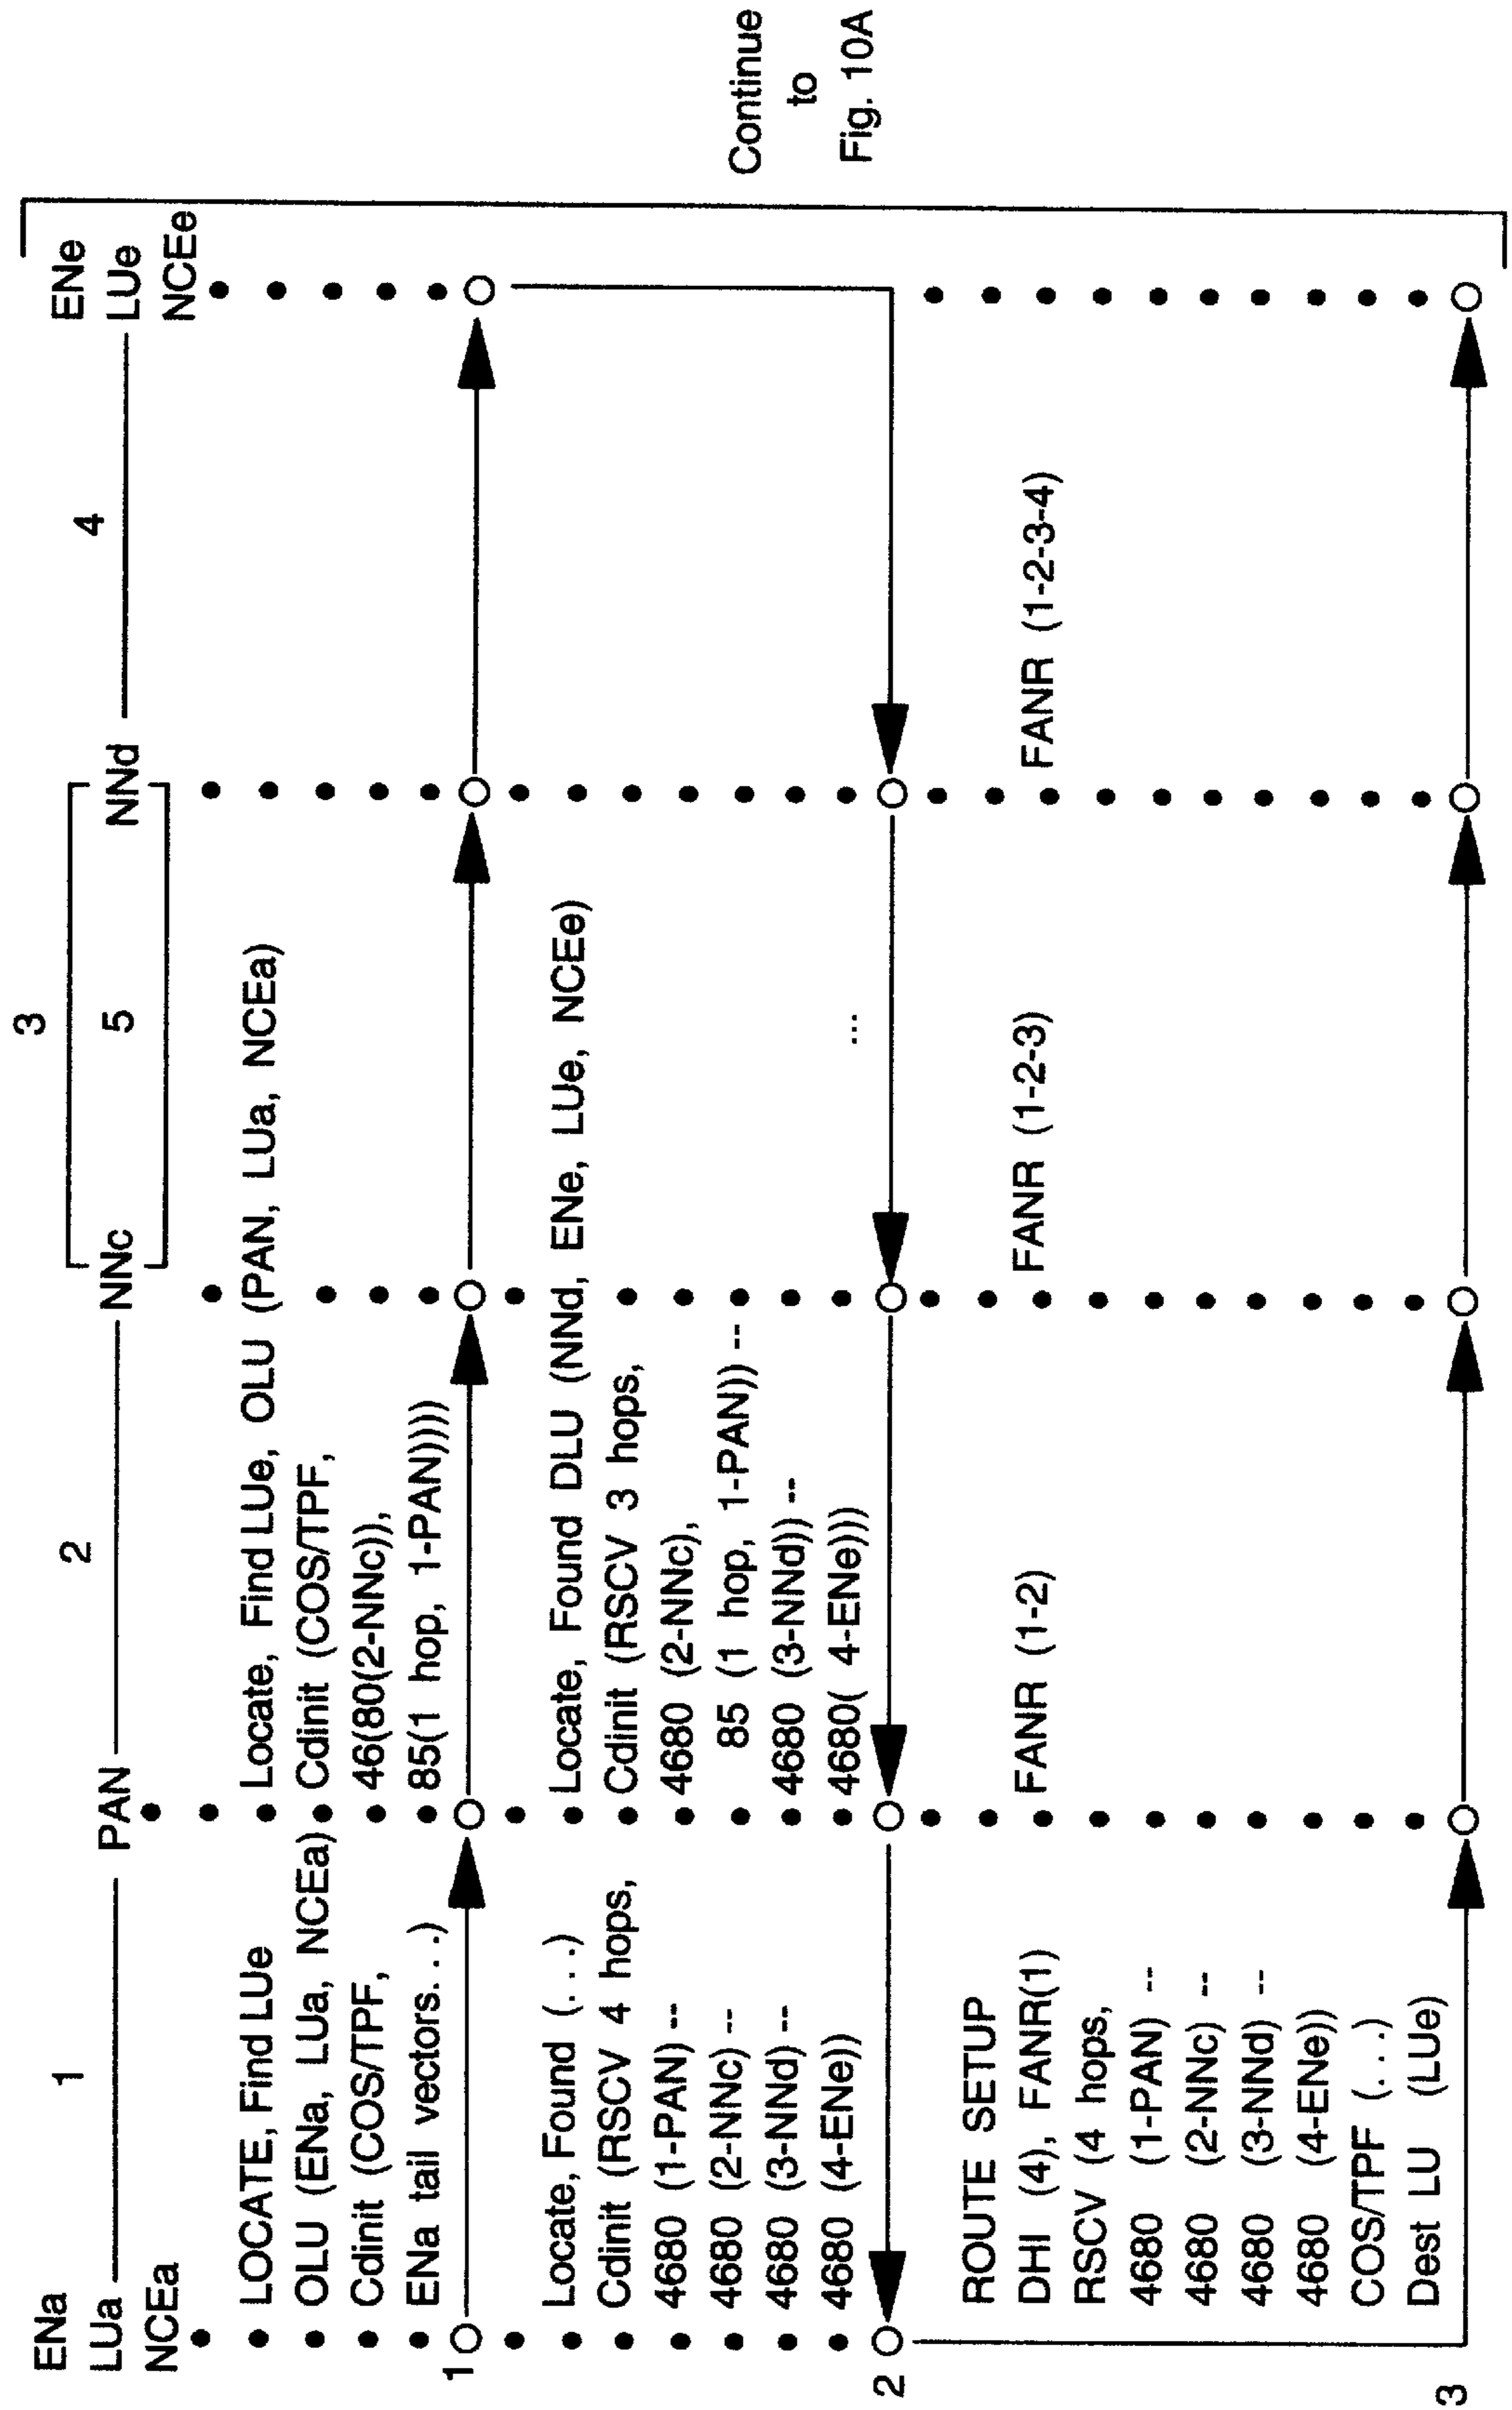 ENa
LUa
NCEa
1
PAN
2
NNc
3
5
NNd
4
ENe
LUe
NCEe
LOCATE, Find LUe
OLU (ENa, LUa, NCEa)
Cdinit (COS/TPF,
ENa tail vectors. . .)
Locate, Find LUe, OLU (PAN, LUa, NCEa)
Cdinit (COS/TPF,
46(80(2-NNc)),
85(1 hop, 1-PAN))))
1
Locate, Found (. . .)
Cdinit (RSCV 4 hops,
4680 (1-PAN) --
4680 (2-NNc) --
4680 (3-NNd) --
4680 (4-ENe))
Locate, Found DLU (NNd, ENe, LUe, NCEe)
Cdinit (RSCV 3 hops,
4680 (2-NNc),
85 (1 hop, 1-PAN)) --
4680 (3-NNd)) --
4680( 4-ENe)))
...
2
ROUTE SETUP
DHI (4), FANR(1)
RSCV (4 hops,
4680 (1-PAN) --
4680 (2-NNc) --
4680 (3-NNd) --
4680 (4-ENe))
COS/TPF (. . .)
Dest LU (LUe)
FANR (1-2)
FANR (1-2-3)
FANR (1-2-3-4)
3
Continue
to
Fig. 10A